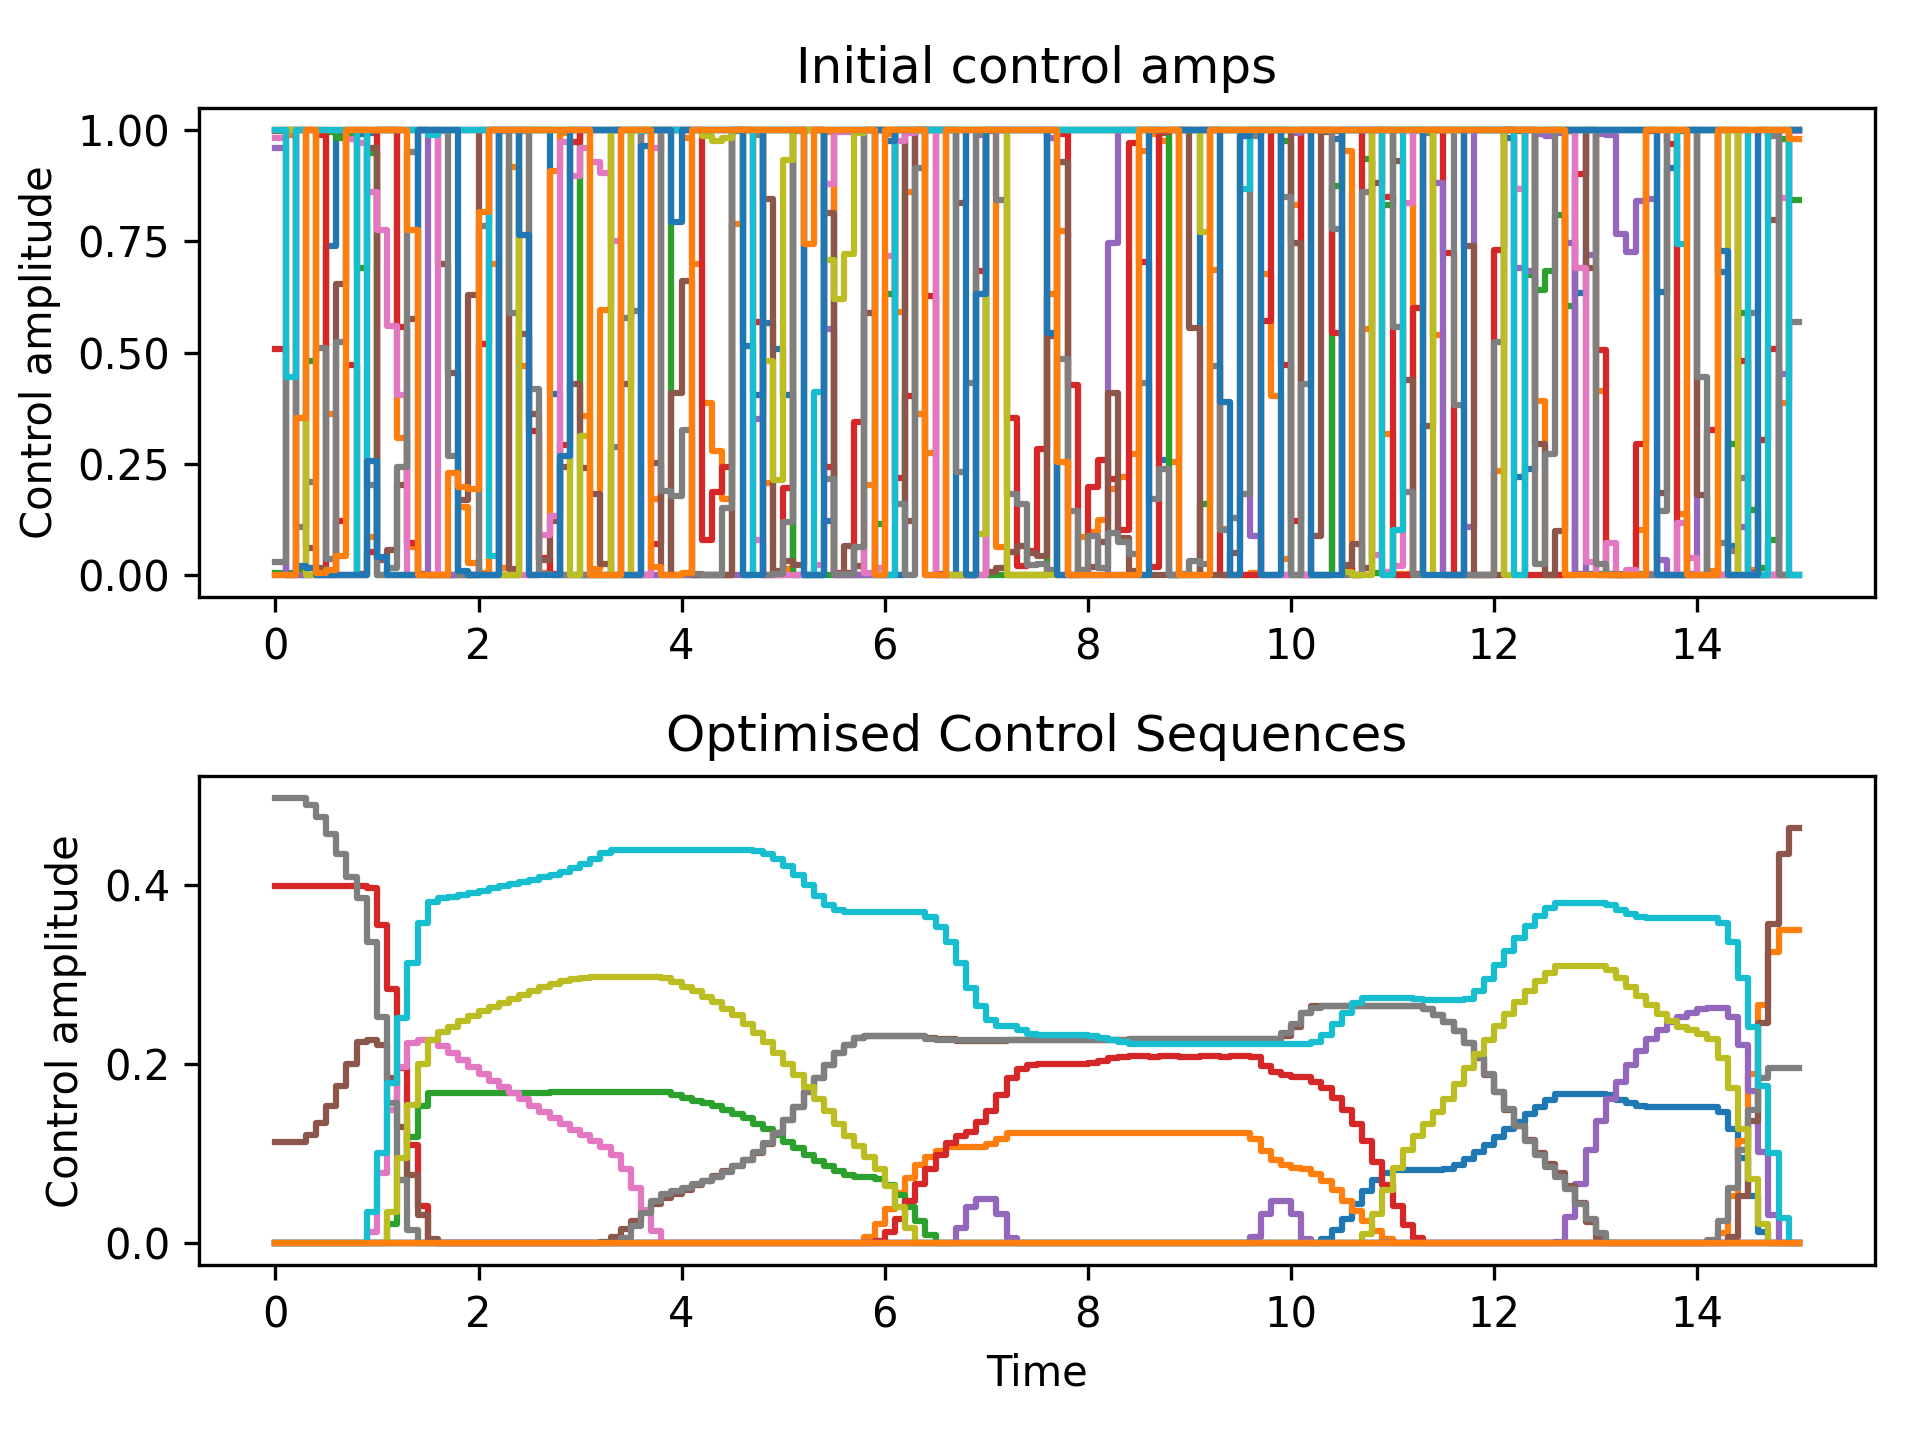 Initial control amps
Control amplitude
1.00
0.75
0.50
0.25
0.00
0 2 4 6 8 10 12 14
Optimised Control Sequences
Control amplitude
0.4
0.2
0.0
0 2 4 6 8 10 12 14
Time